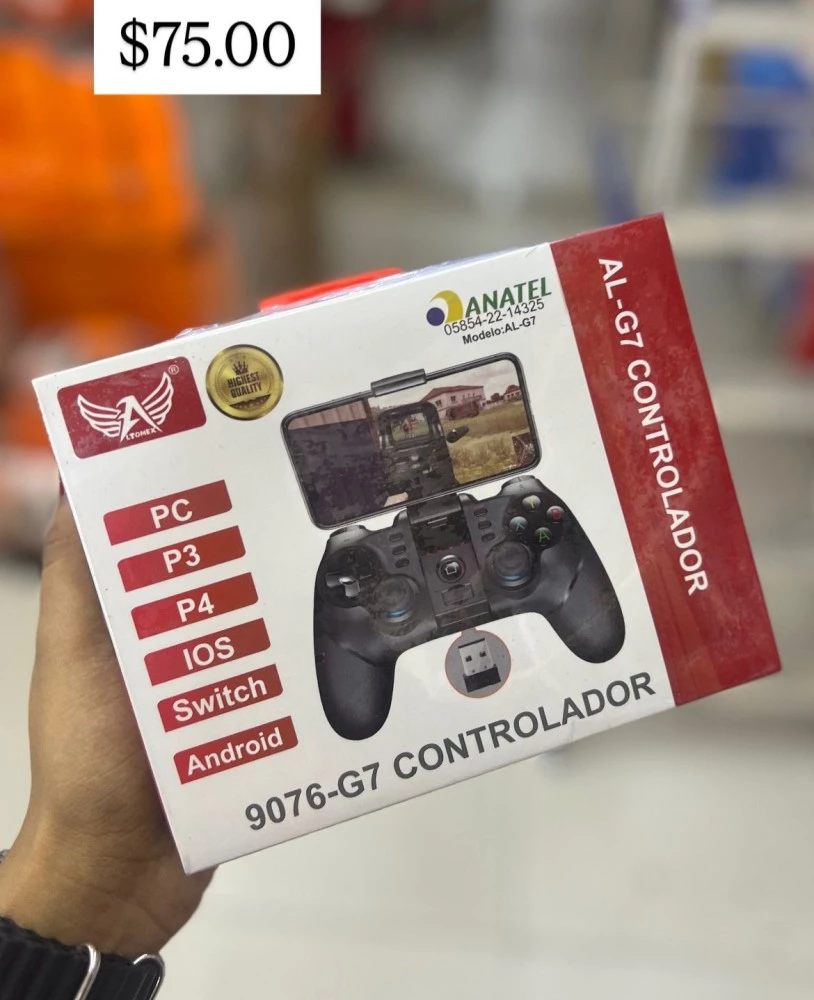 $75.00
ANATEL
05854-22-14325
Modelo:AL-G7
AL-G7 CONTROLADOR
HIGHEST
QUALITY
®
ALTOMEX
PC
P3
P4
IOS
Switch
Android
Y
X
B
A
9076-G7 CONTROLADOR